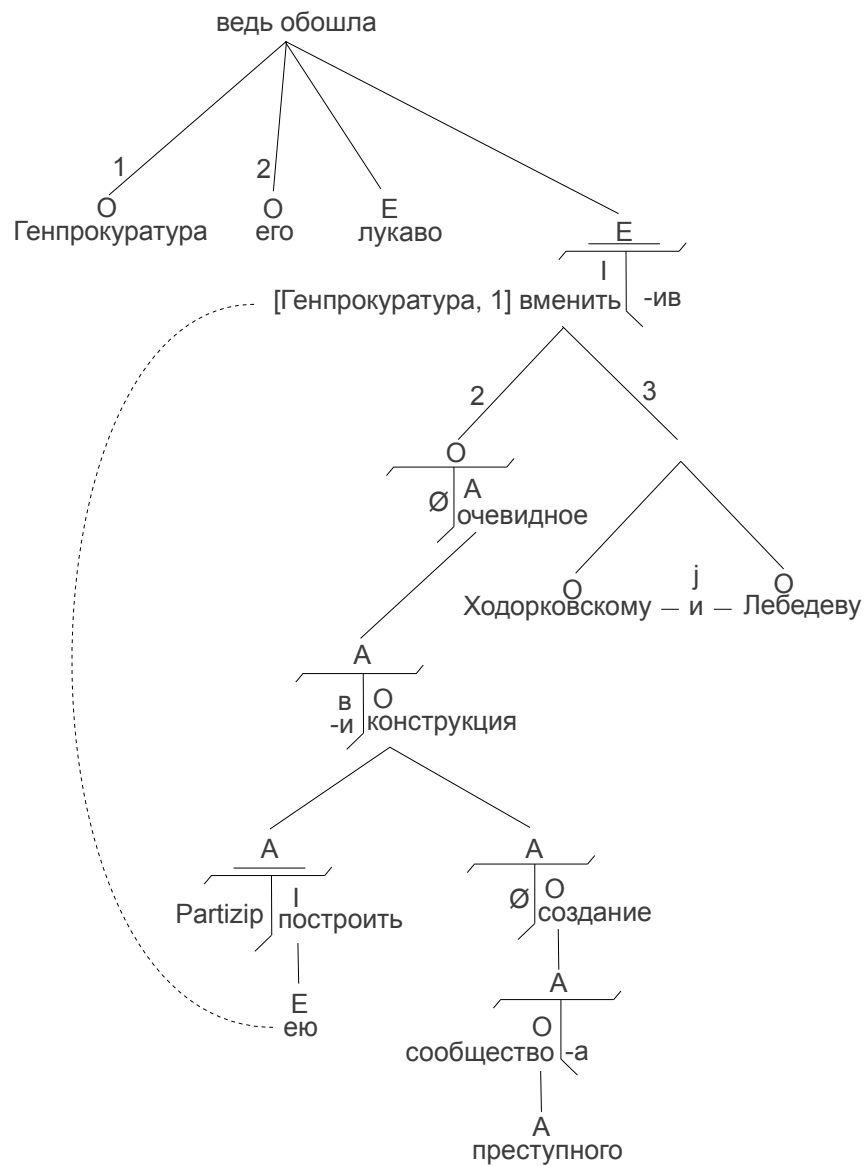 ведь обошла
1
2
О
О
Е
Генпрокуратура
его
лукаво
Е
I
[Генпрокуратура, 1] вменить
-ив
2
3
О
Ø
А
очевидное
О
j
О
Ходорковскому – и – Лебедеву
А
в
О
-и
конструкция
А
А
Partizip
I
построить
Ø
О
создание
Е
ею
А
О
сообщество
-а
А
преступного